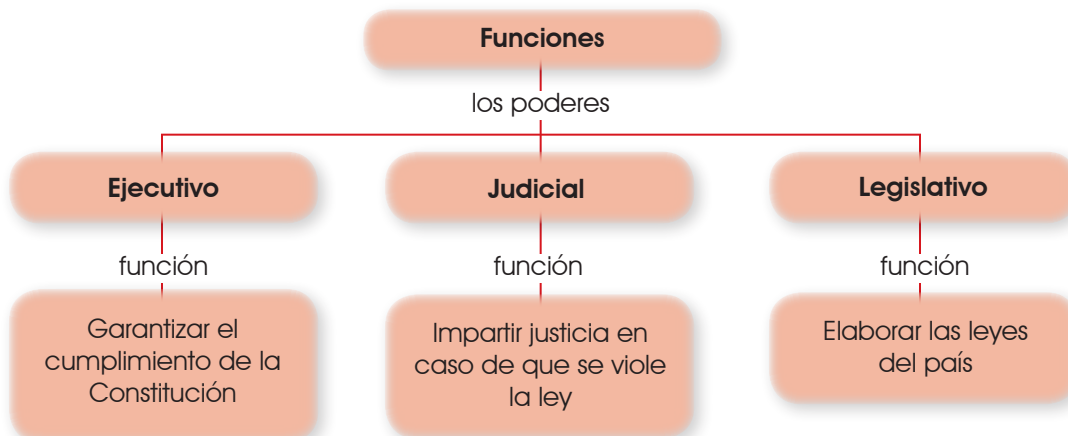 Funciones
los poderes
Ejecutivo
Judicial
Legislativo
función
función
función
Garantizar el
cumplimiento de la
Constitución
Impartir justicia en
caso de que se viole
la ley
Elaborar las leyes
del país